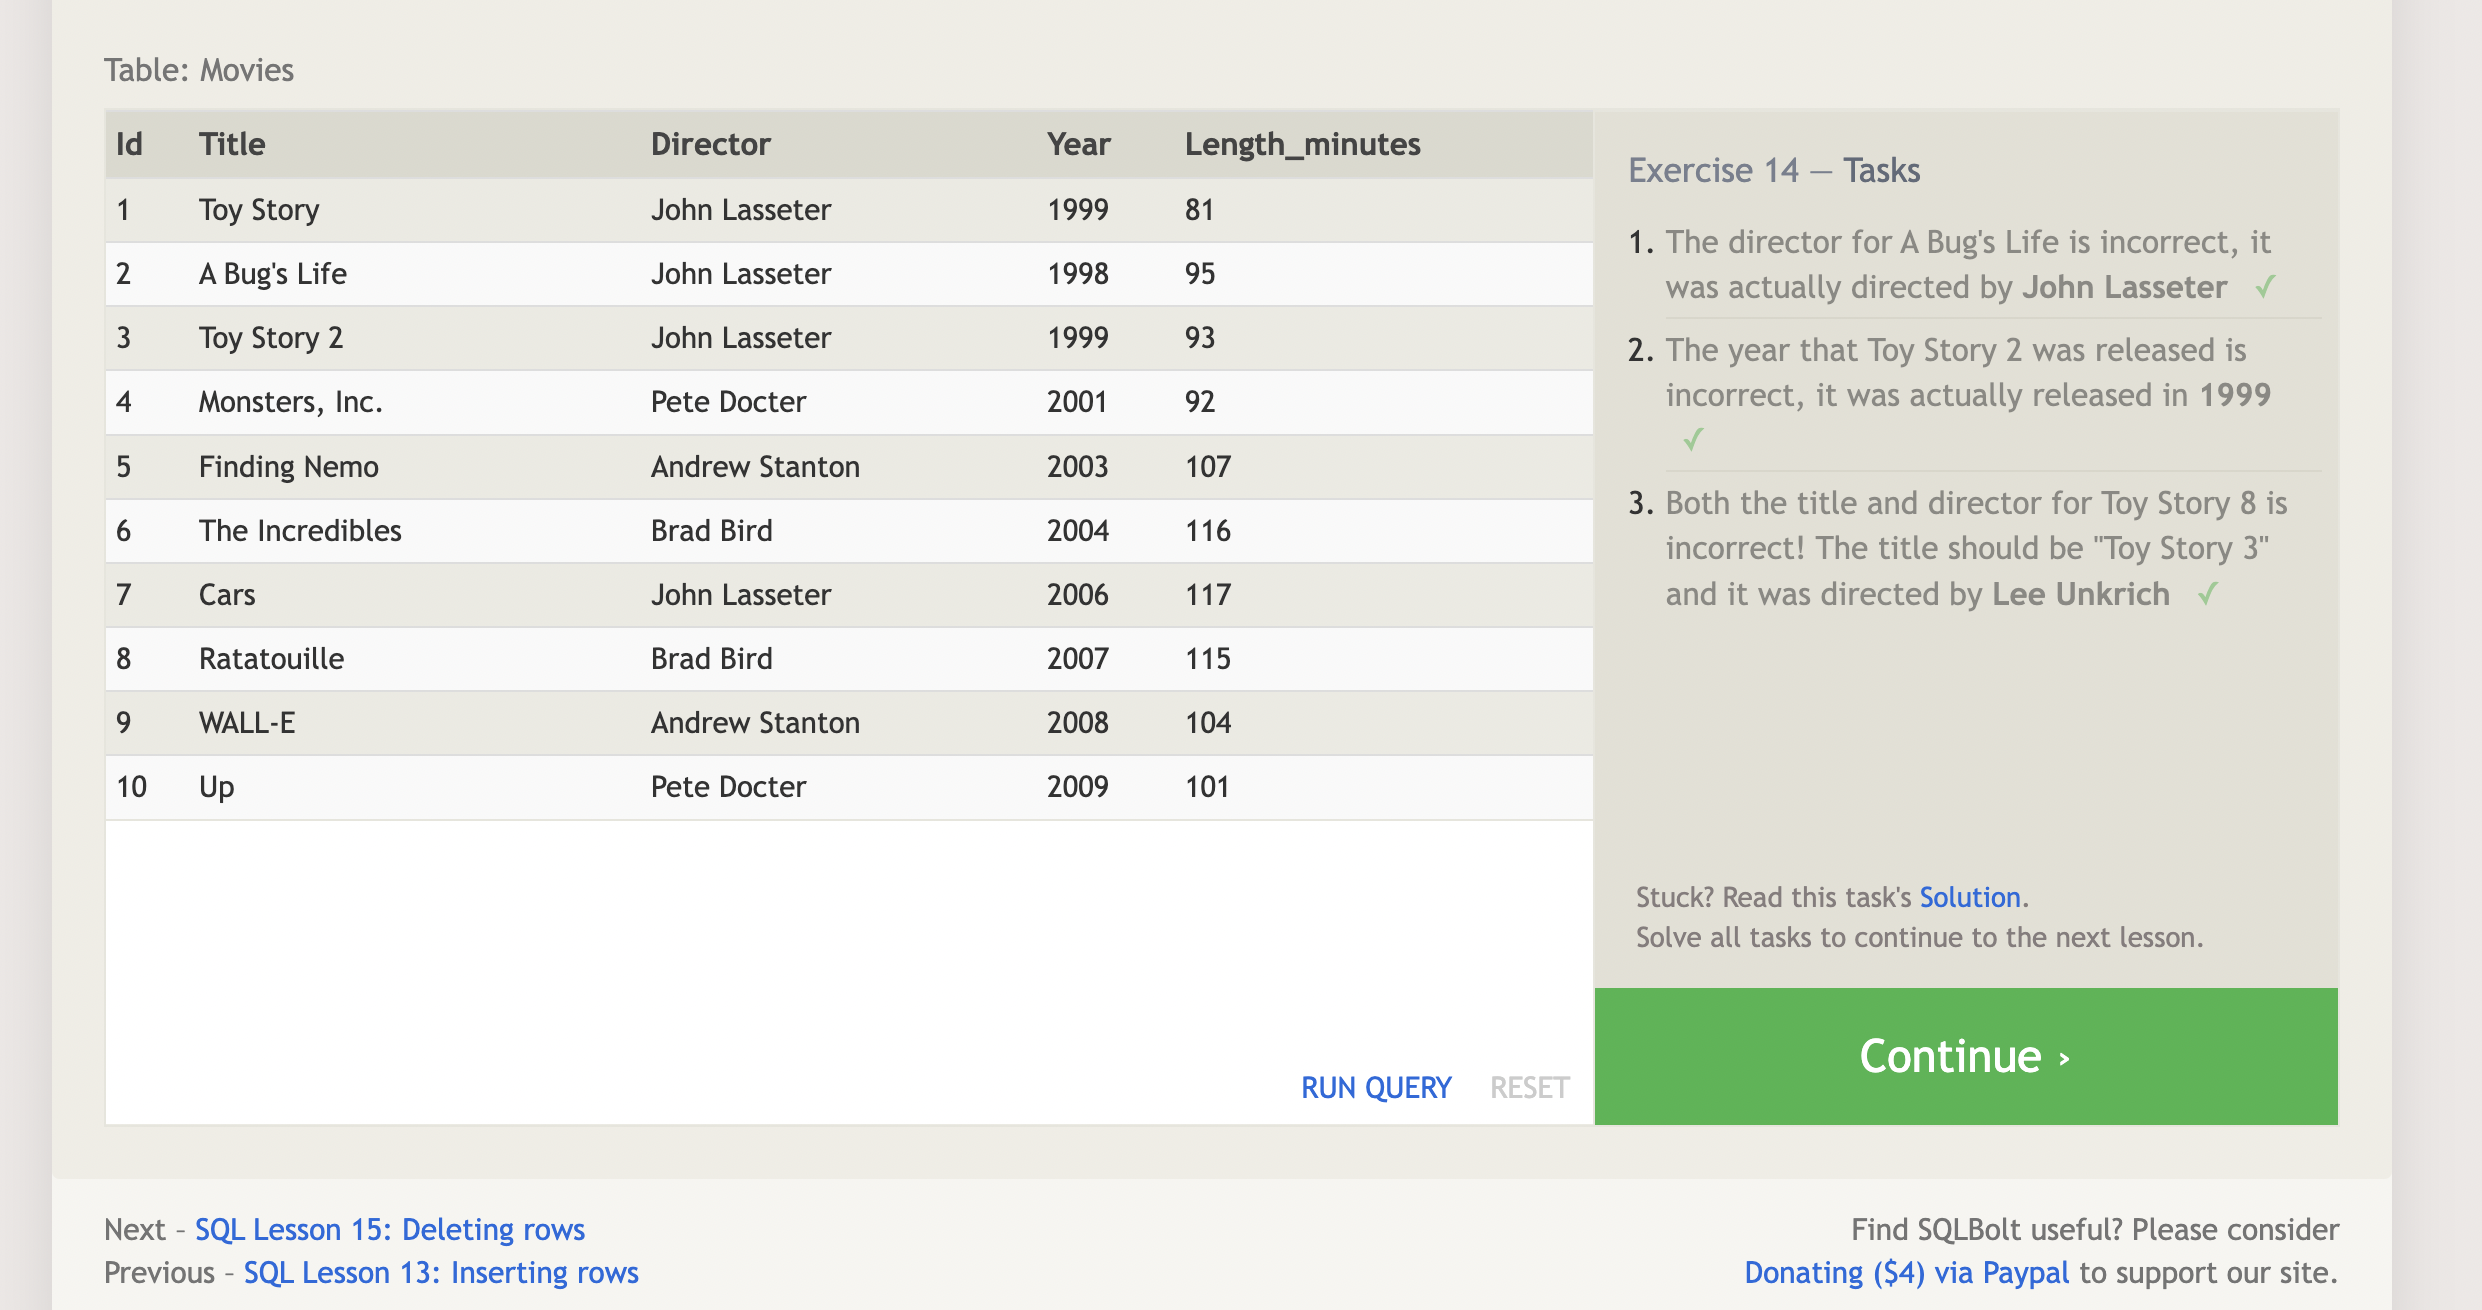 Table: Movies
Id Title Director Year Length_minutes
1 Toy Story John Lasseter 1999 81
2 A Bug's Life John Lasseter 1998 95
3 Toy Story 2 John Lasseter 1999 93
4 Monsters, Inc. Pete Docter 2001 92
5 Finding Nemo Andrew Stanton 2003 107
6 The Incredibles Brad Bird 2004 116
7 Cars John Lasseter 2006 117
8 Ratatouille Brad Bird 2007 115
9 WALL-E Andrew Stanton 2008 104
10 Up Pete Docter 2009 101
RUN QUERY RESET
Exercise 14 — Tasks
1. The director for A Bug's Life is incorrect, it
was actually directed by John Lasseter ✓
2. The year that Toy Story 2 was released is
incorrect, it was actually released in 1999
✓
3. Both the title and director for Toy Story 8 is
incorrect! The title should be "Toy Story 3"
and it was directed by Lee Unkrich ✓
Stuck? Read this task's Solution.
Solve all tasks to continue to the next lesson.
Continue ›
Next – SQL Lesson 15: Deleting rows
Previous – SQL Lesson 13: Inserting rows
Find SQLBolt useful? Please consider
Donating ($4) via Paypal to support our site.